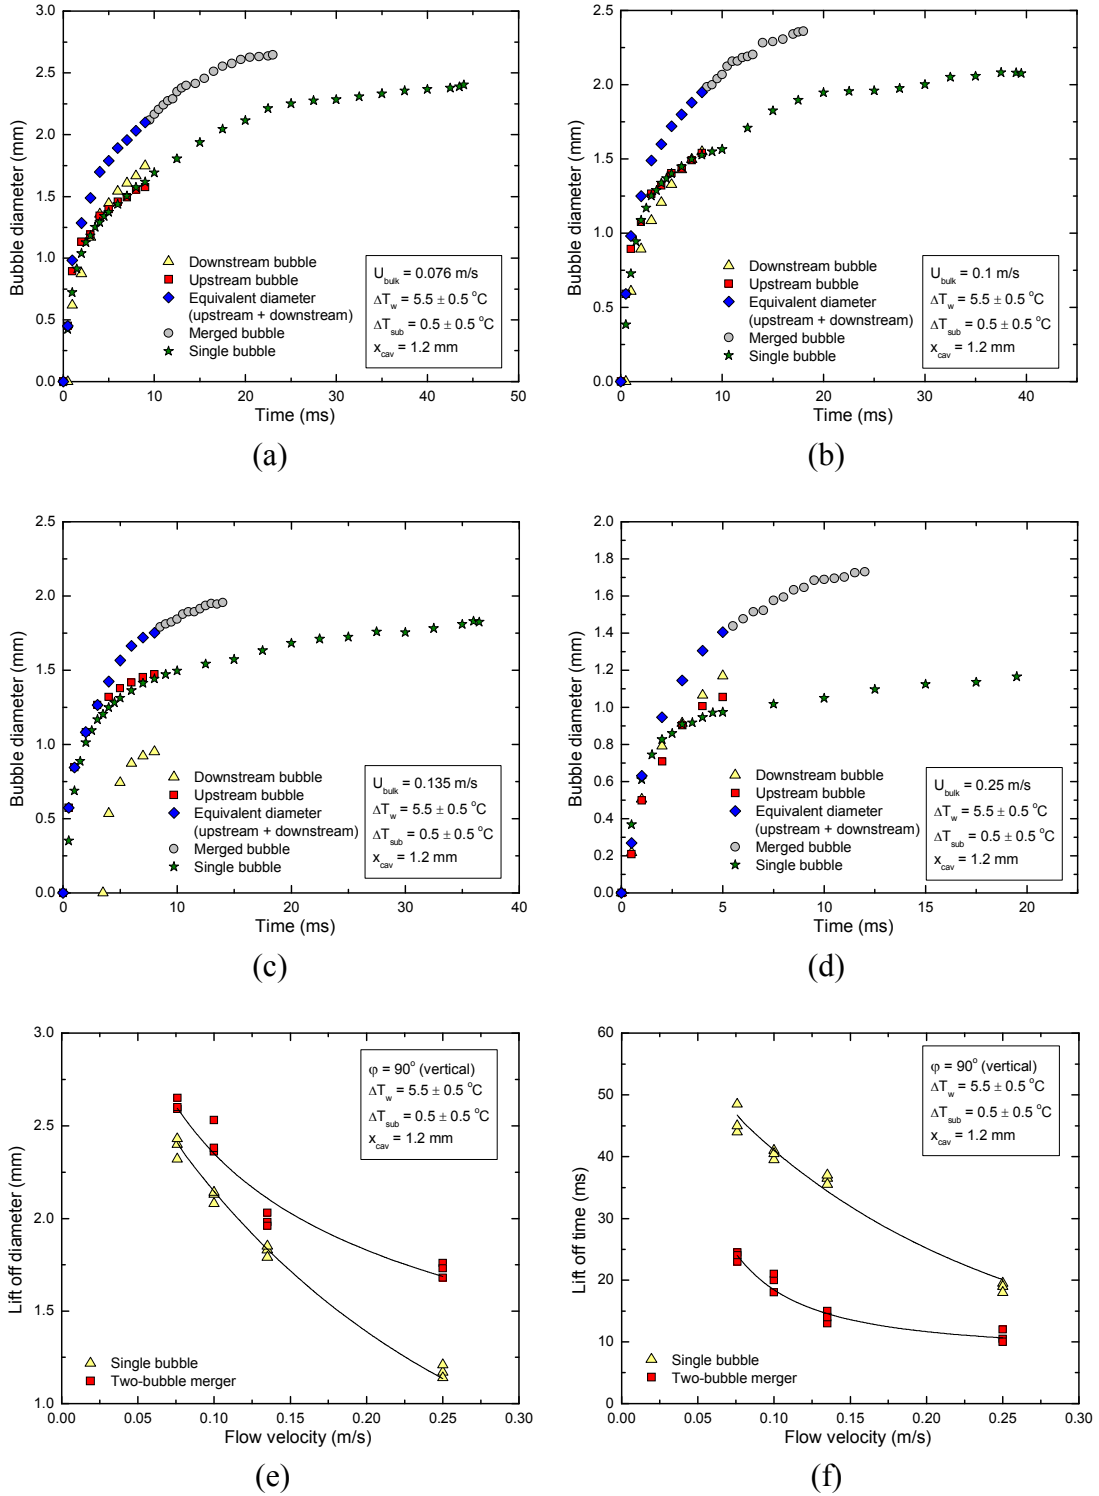 3.0
2.5
2.0
1.5
1.0
0.5
0.0
Bubble diameter (mm)
Downstream bubble
Upstream bubble
Equivalent diameter
(upstream + downstream)
Merged bubble
Single bubble
U_bulk = 0.076 m/s
ΔT_w = 5.5 ± 0.5 °C
ΔT_sub = 0.5 ± 0.5 °C
x_cav = 1.2 mm
0 10 20 30 40 50
Time (ms)
(a)
2.5
2.0
1.5
1.0
0.5
0.0
Bubble diameter (mm)
Downstream bubble
Upstream bubble
Equivalent diameter
(upstream + downstream)
Merged bubble
Single bubble
U_bulk = 0.1 m/s
ΔT_w = 5.5 ± 0.5 °C
ΔT_sub = 0.5 ± 0.5 °C
x_cav = 1.2 mm
0 10 20 30 40
Time (ms)
(b)
2.5
2.0
1.5
1.0
0.5
0.0
Bubble diameter (mm)
Downstream bubble
Upstream bubble
Equivalent diameter
(upstream + downstream)
Merged bubble
Single bubble
U_bulk = 0.135 m/s
ΔT_w = 5.5 ± 0.5 °C
ΔT_sub = 0.5 ± 0.5 °C
x_cav = 1.2 mm
0 10 20 30 40
Time (ms)
(c)
2.0
1.8
1.6
1.4
1.2
1.0
0.8
0.6
0.4
0.2
0.0
Bubble diameter (mm)
Downstream bubble
Upstream bubble
Equivalent diameter
(upstream + downstream)
Merged bubble
Single bubble
U_bulk = 0.25 m/s
ΔT_w = 5.5 ± 0.5 °C
ΔT_sub = 0.5 ± 0.5 °C
x_cav = 1.2 mm
0 5 10 15 20
Time (ms)
(d)
3.0
2.5
2.0
1.5
1.0
Lift off diameter (mm)
φ = 90° (vertical)
ΔT_w = 5.5 ± 0.5 °C
ΔT_sub = 0.5 ± 0.5 °C
x_cav = 1.2 mm
Single bubble
Two-bubble merger
0.00 0.05 0.10 0.15 0.20 0.25 0.30
Flow velocity (m/s)
(e)
60
50
40
30
20
10
0
Lift off time (ms)
φ = 90° (vertical)
ΔT_w = 5.5 ± 0.5 °C
ΔT_sub = 0.5 ± 0.5 °C
x_cav = 1.2 mm
Single bubble
Two-bubble merger
0.00 0.05 0.10 0.15 0.20 0.25 0.30
Flow velocity (m/s)
(f)